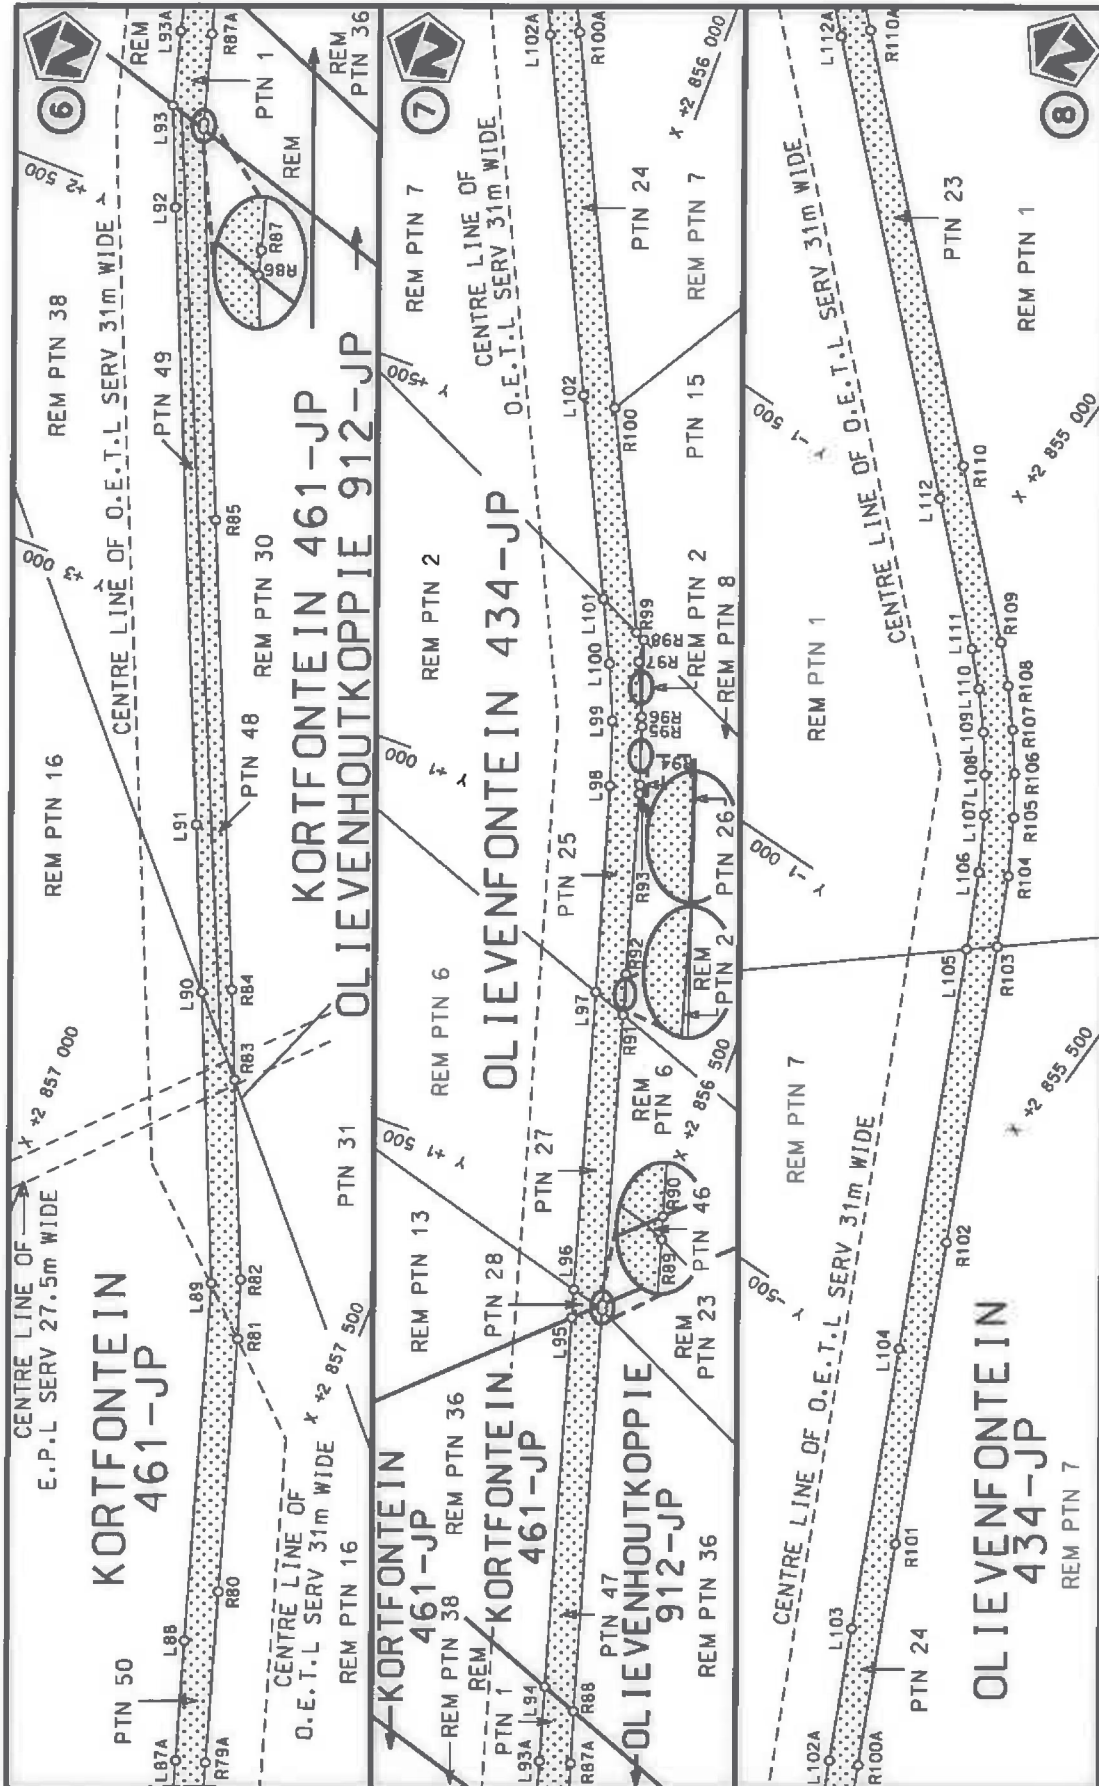 6
CENTRE LINE OF
E.P.L SERV 27.5m WIDE
KORTFONTEIN
461-JP
X +2 857 000
REM PTN 16
REM PTN 38
+3 000
+2 500
Y
Y
CENTRE LINE OF O.E.T.L SERV 31m WIDE
PTN 50
L87A
L88
L89
L90
L91
L92
L93
L93A
REM
PTN 49
PTN 48
PTN 1
R79A
R80
R81
R82
R83
R84
R85
R86
R87
R87A
CENTRE LINE OF
O.E.T.L SERV 31m WIDE
X +2 857 500
REM PTN 16
PTN 31
REM PTN 30
REM
REM
PTN 36
KORTFONTEIN 461-JP
OLIEVENHOUTKOPPIE 912-JP
7
KORTFONTEIN
461-JP
REM PTN 38
REM
PTN 1
REM PTN 36
KORTFONTEIN
461-JP
REM PTN 13
PTN 28
Y +1 500
REM PTN 6
PTN 27
Y +1 000
REM PTN 2
PTN 25
OLIEVENFONTEIN 434-JP
Y +500
REM PTN 7
CENTRE LINE OF
O.E.T.L SERV 31m WIDE
L93A
L94
L95
L96
L97
L98
L99
L100
L101
L102
L102A
R87A
R88
R89
R90
R91
R92
R93
R94
R95
R96
R97
R98
R99
R100
R100A
PTN 47
OLIEVENHOUTKOPPIE
912-JP
REM PTN 36
REM
PTN 23
PTN 46
REM
PTN 6
X +2 856 500
REM
PTN 2
PTN 26
REM PTN 8
REM PTN 2
PTN 15
PTN 24
REM PTN 7
X +2 856 000
8
CENTRE LINE OF O.E.T.L SERV 31m WIDE
Y -500
REM PTN 7
Y -1 000
REM PTN 1
CENTRE LINE OF O.E.T.L SERV 31m WIDE
Y -1 500
L102A
L103
L104
L105
L106
L107
L108
L109
L110
L111
L112
L112A
R100A
R101
R102
R103
R104
R105
R106
R107
R108
R109
R110
R110A
PTN 24
OLIEVENFONTEIN
434-JP
REM PTN 7
X +2 855 500
X +2 855 000
PTN 23
REM PTN 1